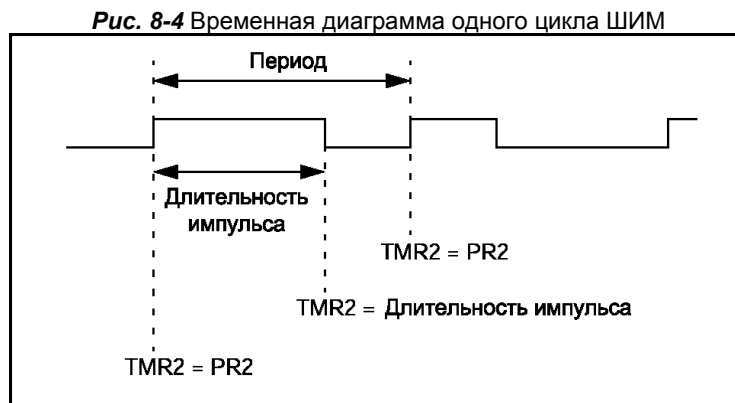 Рис. 8-4 Временная диаграмма одного цикла ШИМ
Период
Длительность
импульса
TMR2 = PR2
TMR2 = Длительность импульса
TMR2 = PR2